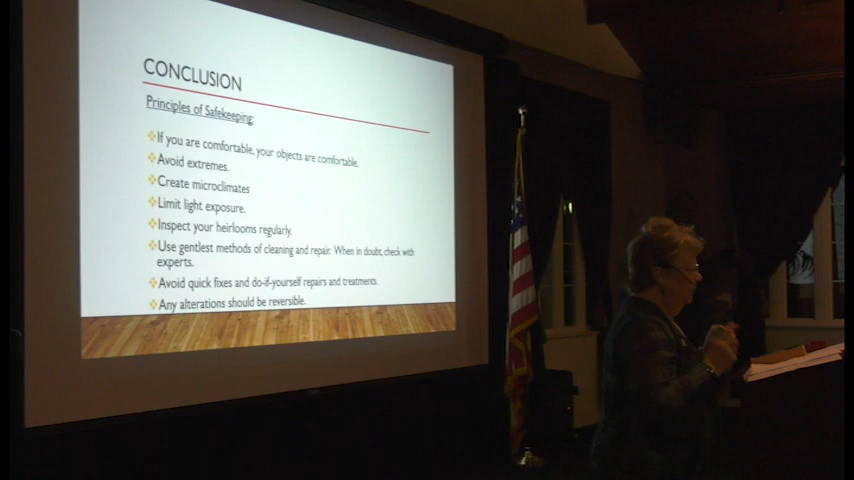 CONCLUSION
Principles of Safekeeping:
If you are comfortable, your objects are comfortable.
Avoid extremes.
Create microclimates
Limit light exposure.
Inspect your heirlooms regularly.
Use gentlest methods of cleaning and repair. When in doubt, check with
experts.
Avoid quick fixes and do-if-yourself repairs and treatments.
Any alterations should be reversible.